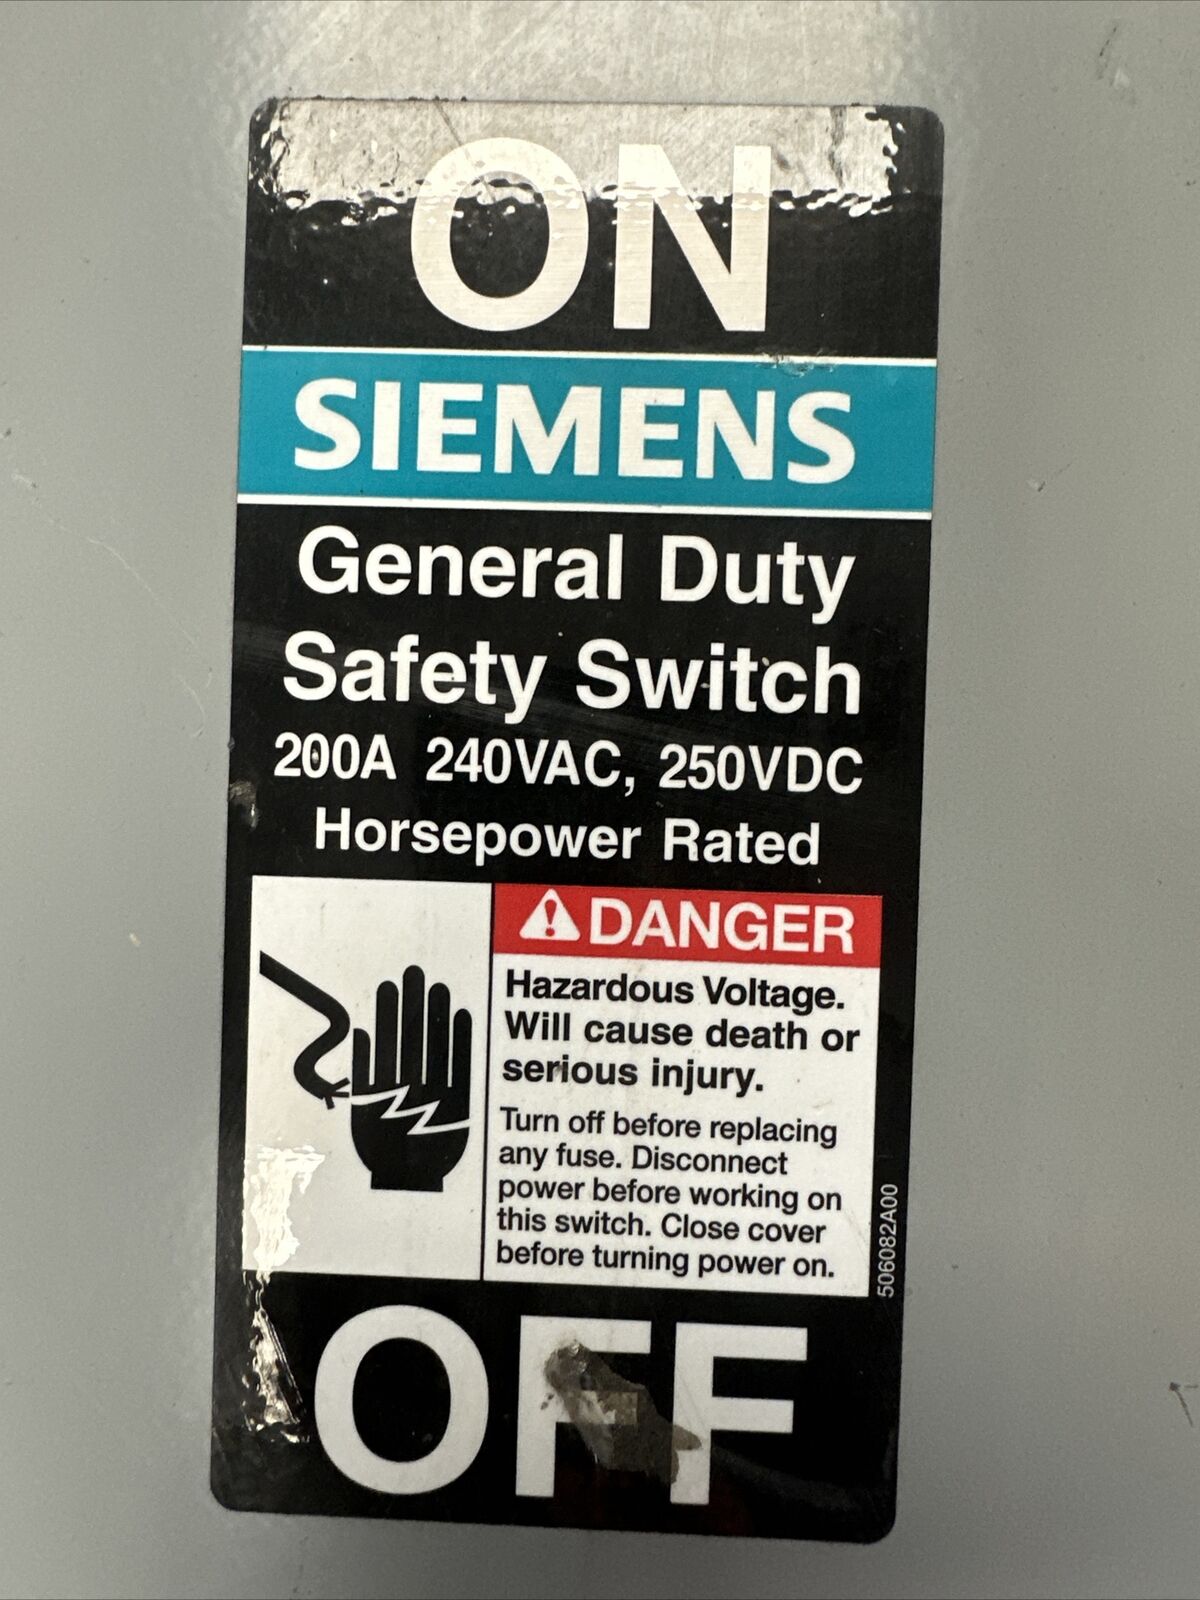 ON
SIEMENS
General Duty
Safety Switch
200A 240VAC, 250VDC
Horsepower Rated
DANGER
Hazardous Voltage.
Will cause death or
serious injury.
Turn off before replacing
any fuse. Disconnect
power before working on
this switch. Close cover
before turning power on.
506082A00
OFF